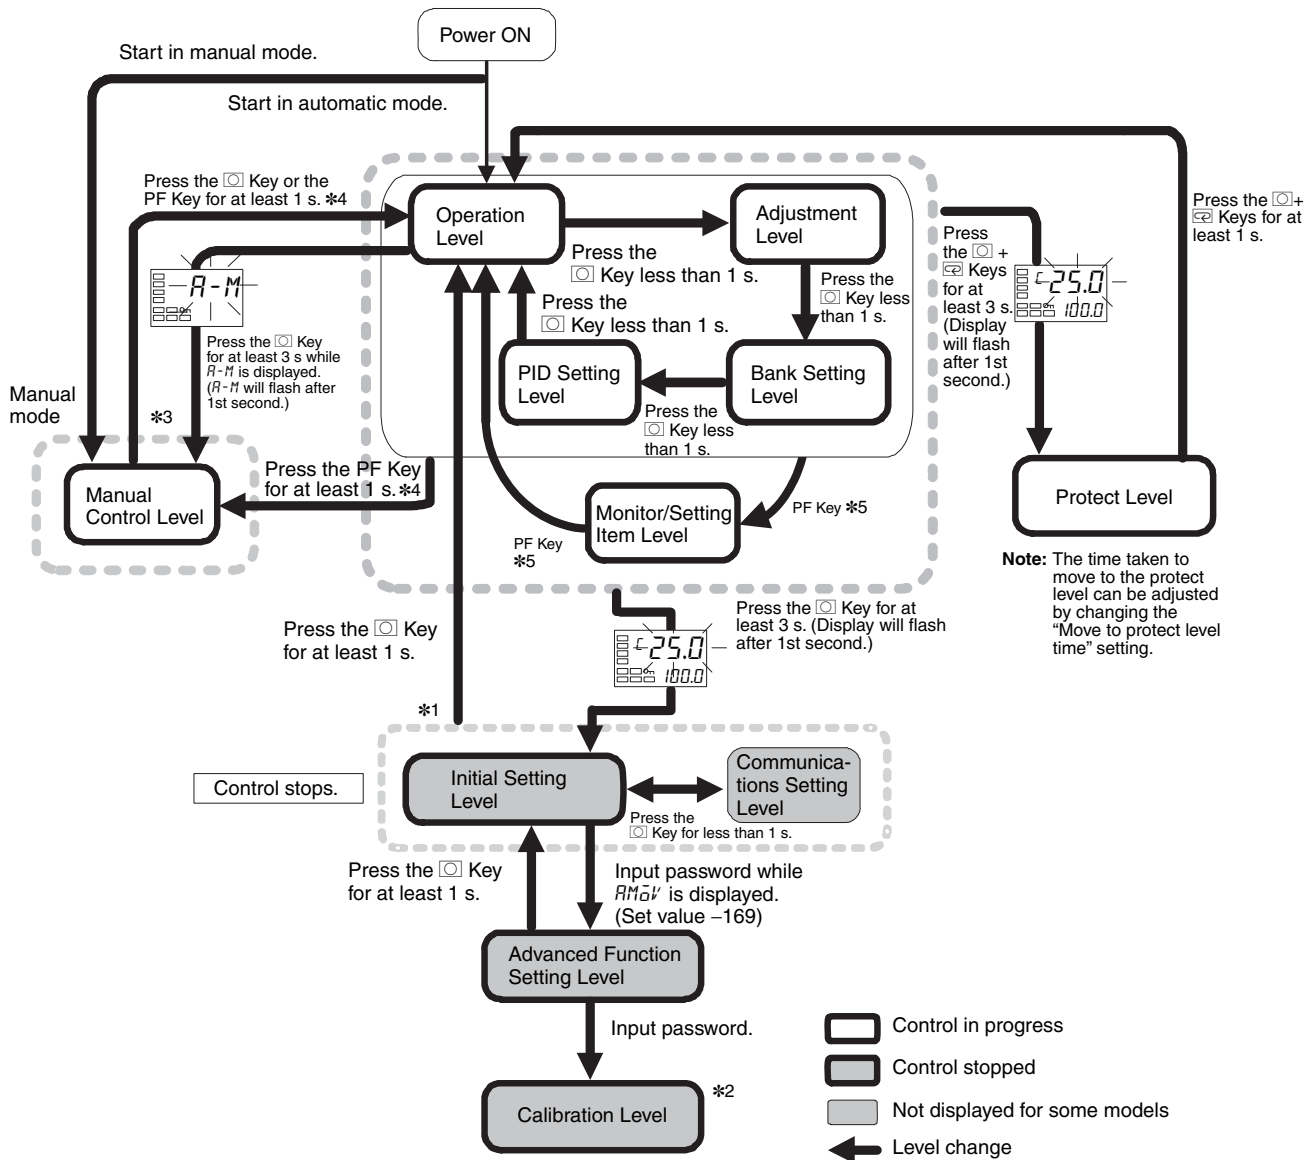 Power ON
Start in manual mode.
Start in automatic mode.
Press the Key or the
PF Key for at least 1 s. *4
Operation
Level
Adjustment
Level
Press the
Key less than 1 s.
Press the
Key less
than 1 s.
Press the
Key less than 1 s.
PID Setting
Level
Bank Setting
Level
Press the
Key less
than 1 s.
A-M
Press the Key
for at least 3 s while
A-M is displayed.
(A-M will flash after
1st second.)
*3
Manual
mode
Manual
Control Level
Press the PF Key
for at least 1 s. *4
Monitor/Setting
Item Level
PF Key *5
PF Key
*5
Press
the +
Keys
for at
least 3 s.
(Display
will flash
after 1st
second.)
C 25.0
100.0
Press the +
Keys for at
least 1 s.
Protect Level
Note: The time taken to
move to the protect
level can be adjusted
by changing the
“Move to protect level
time” setting.
Press the Key for at
least 3 s. (Display will flash
after 1st second.)
C 25.0
100.0
Press the Key
for at least 1 s.
*1
Control stops.
Initial Setting
Level
Communica-
tions Setting
Level
Press the
Key for less than 1 s.
Press the Key
for at least 1 s.
Input password while
AMoV is displayed.
(Set value –169)
Advanced Function
Setting Level
Input password.
Calibration Level
*2
Control in progress
Control stopped
Not displayed for some models
Level change